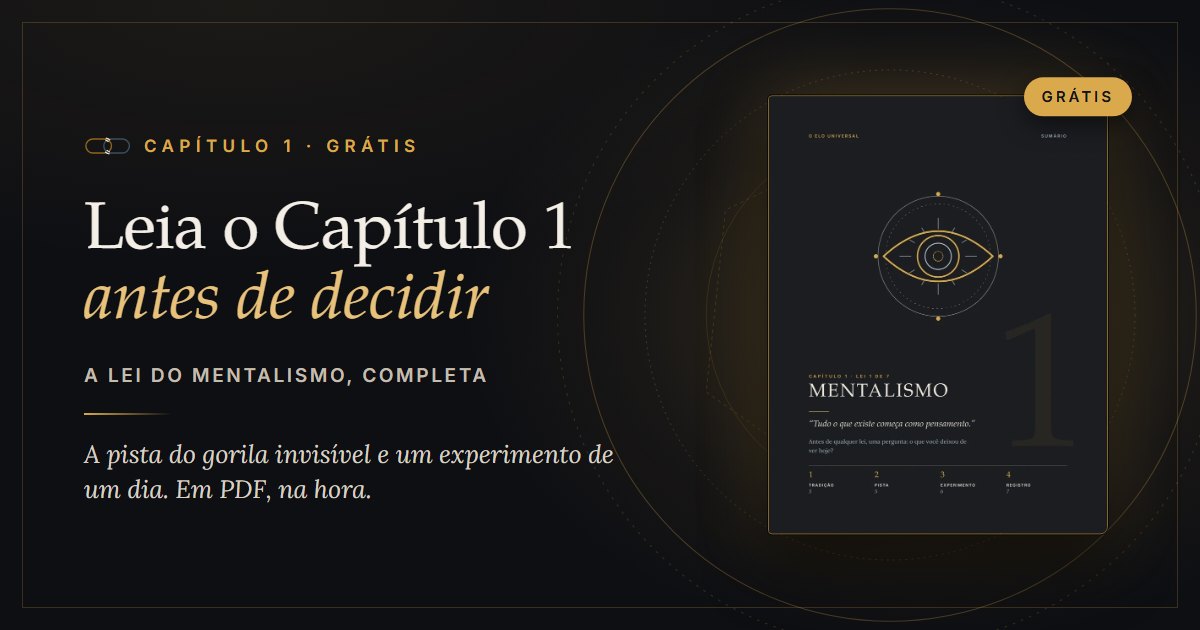 CAPÍTULO 1 · GRÁTIS
Leia o Capítulo 1
antes de decidir
A LEI DO MENTALISMO, COMPLETA
A pista do gorila invisível e um experimento de
um dia. Em PDF, na hora.
GRÁTIS
O ELO UNIVERSAL
SUMÁRIO
1
CAPÍTULO 1 · LEI 1 DE 7
MENTALISMO
"Tudo o que existe começa como pensamento."
Antes de qualquer lei, uma pergunta: o que você deixou de
ver hoje?
1 2 3 4
TRADIÇÃO PISTA EXPERIMENTO REGISTRO